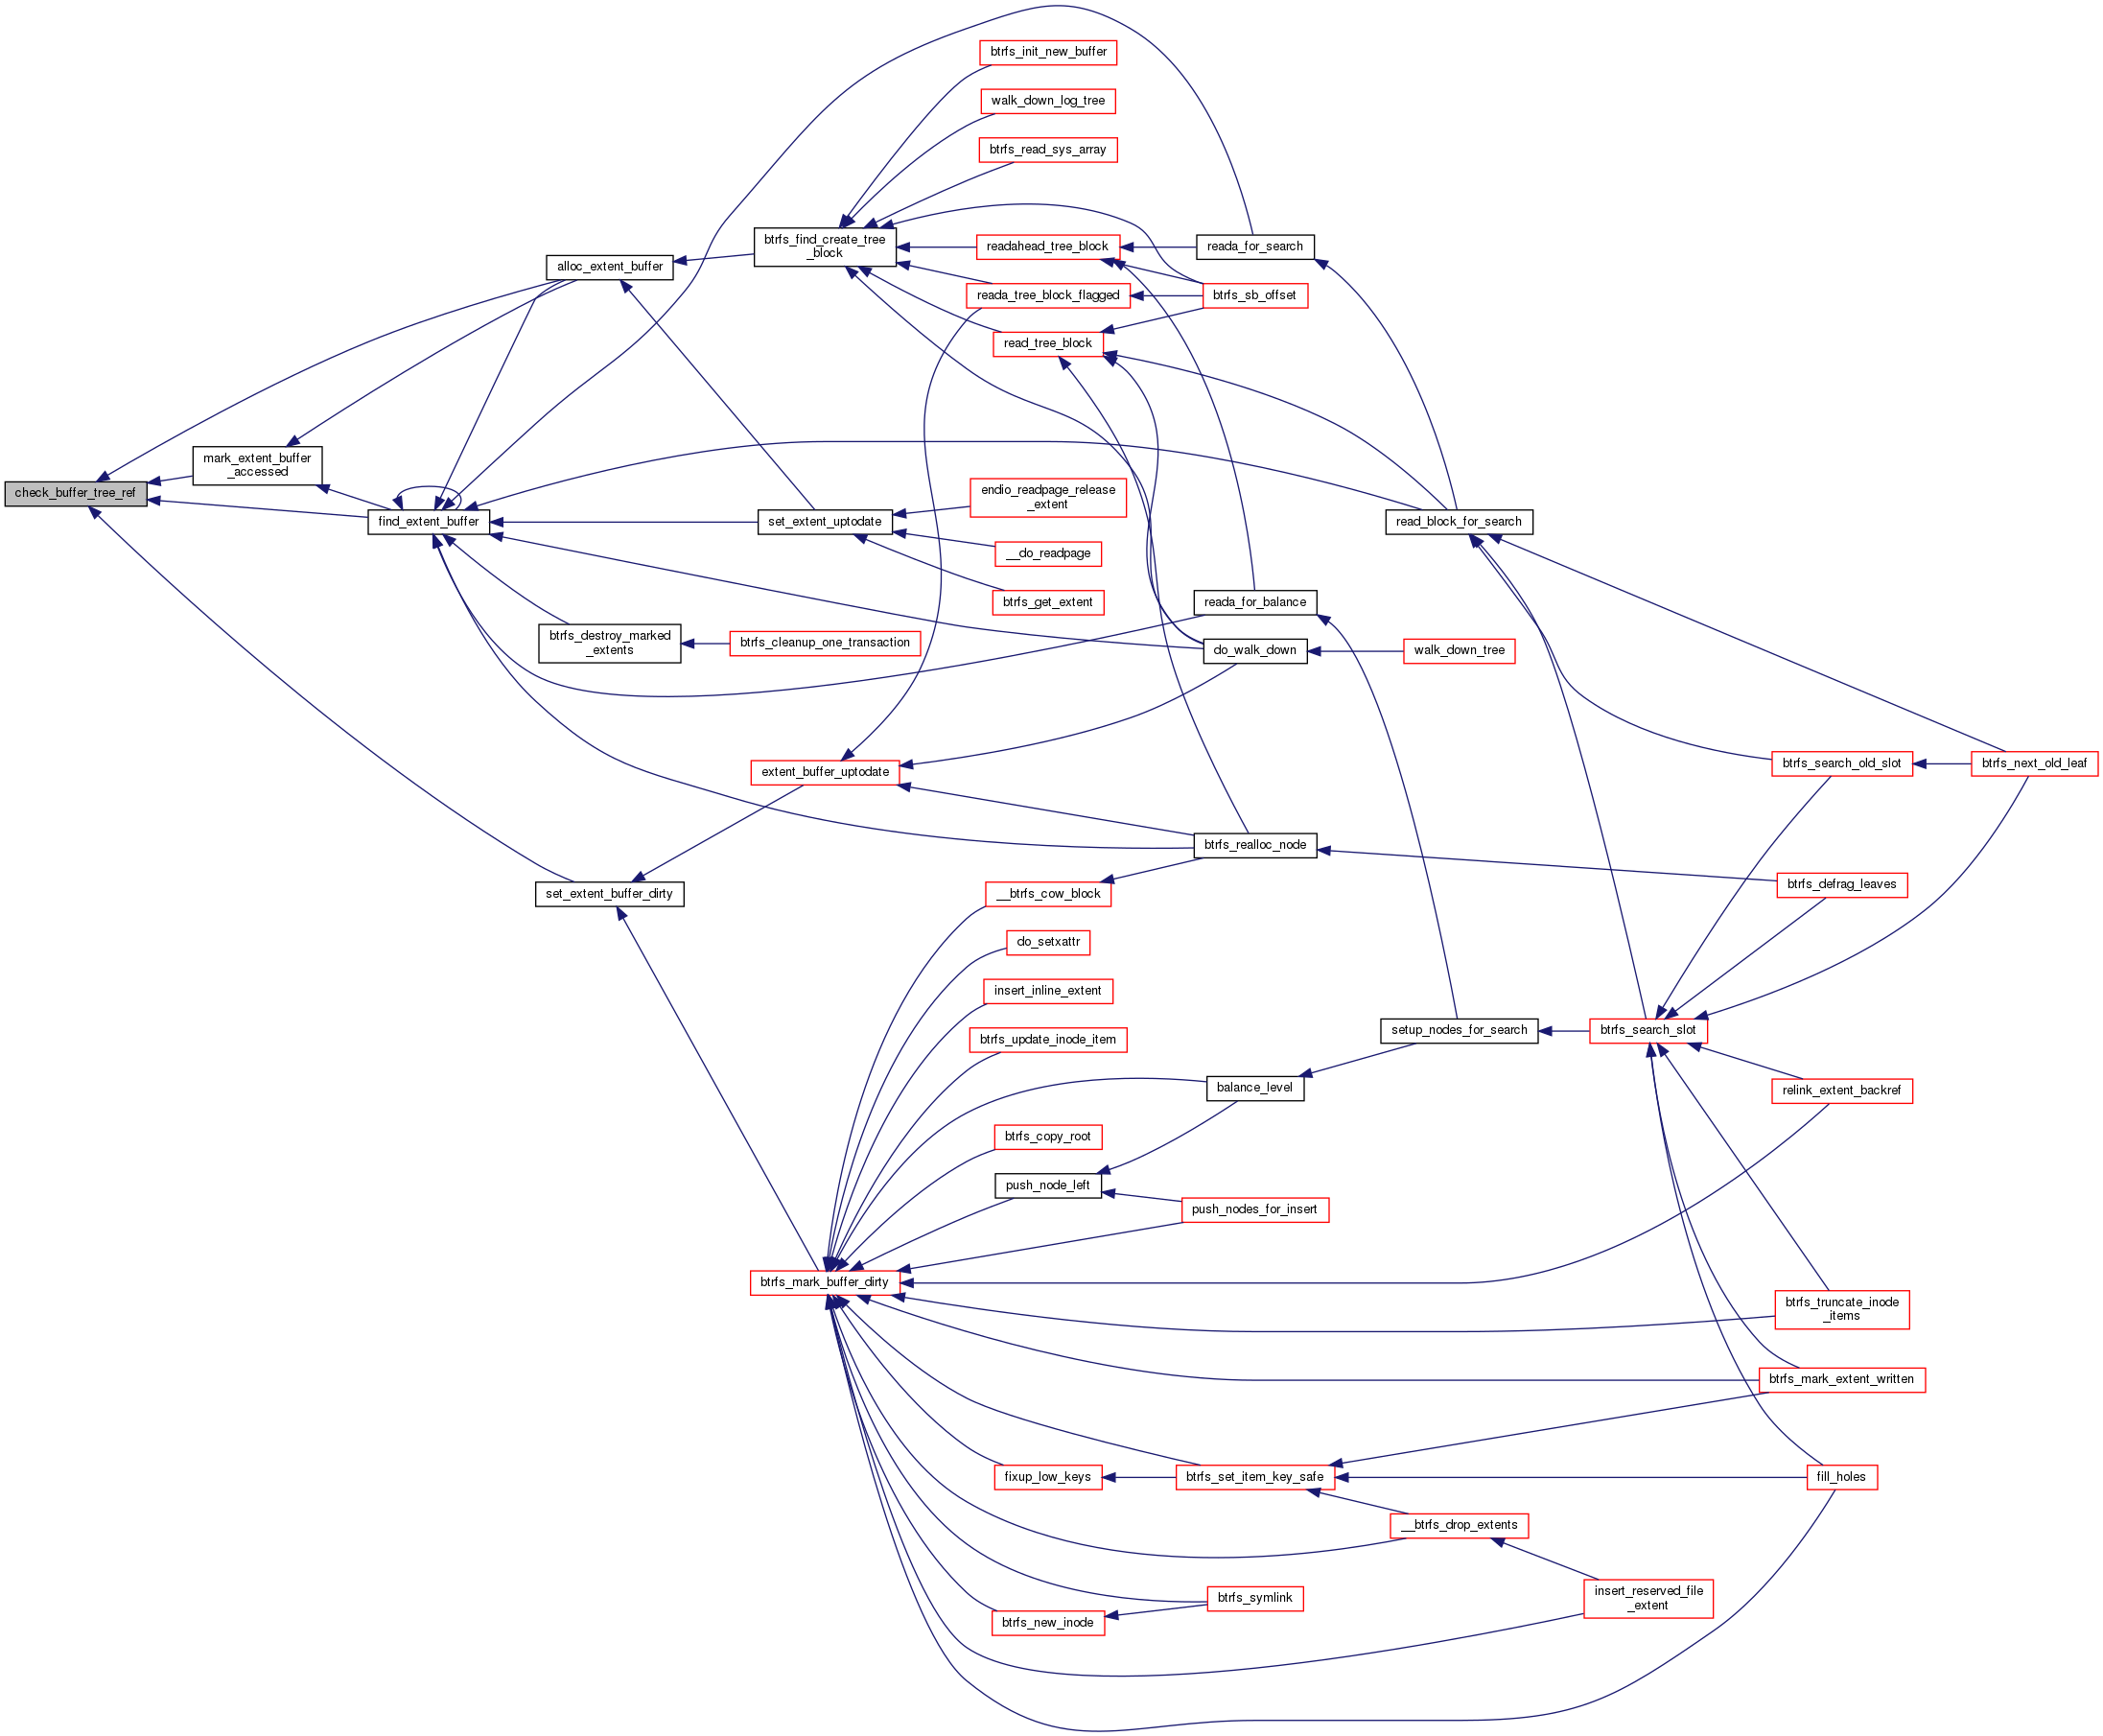 btrfs_init_new_buffer
walk_down_log_tree
btrfs_read_sys_array
btrfs_find_create_tree
_block
readahead_tree_block
reada_for_search
alloc_extent_buffer
reada_tree_block_flagged
btrfs_sb_offset
read_tree_block
mark_extent_buffer
_accessed
check_buffer_tree_ref
endio_readpage_release
_extent
find_extent_buffer
set_extent_uptodate
read_block_for_search
__do_readpage
btrfs_get_extent
reada_for_balance
btrfs_destroy_marked
_extents
btrfs_cleanup_one_transaction
do_walk_down
walk_down_tree
extent_buffer_uptodate
btrfs_search_old_slot
btrfs_next_old_leaf
btrfs_realloc_node
set_extent_buffer_dirty
__btrfs_cow_block
btrfs_defrag_leaves
do_setxattr
insert_inline_extent
btrfs_update_inode_item
setup_nodes_for_search
btrfs_search_slot
balance_level
relink_extent_backref
btrfs_copy_root
push_node_left
push_nodes_for_insert
btrfs_mark_buffer_dirty
btrfs_truncate_inode
_items
btrfs_mark_extent_written
fixup_low_keys
btrfs_set_item_key_safe
fill_holes
__btrfs_drop_extents
btrfs_symlink
insert_reserved_file
_extent
btrfs_new_inode